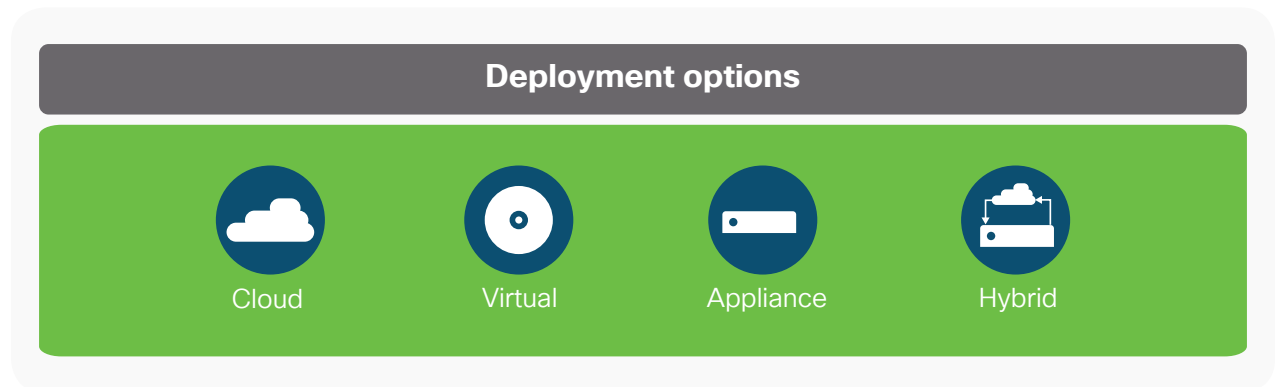 Deployment options
Cloud
Virtual
Appliance
Hybrid